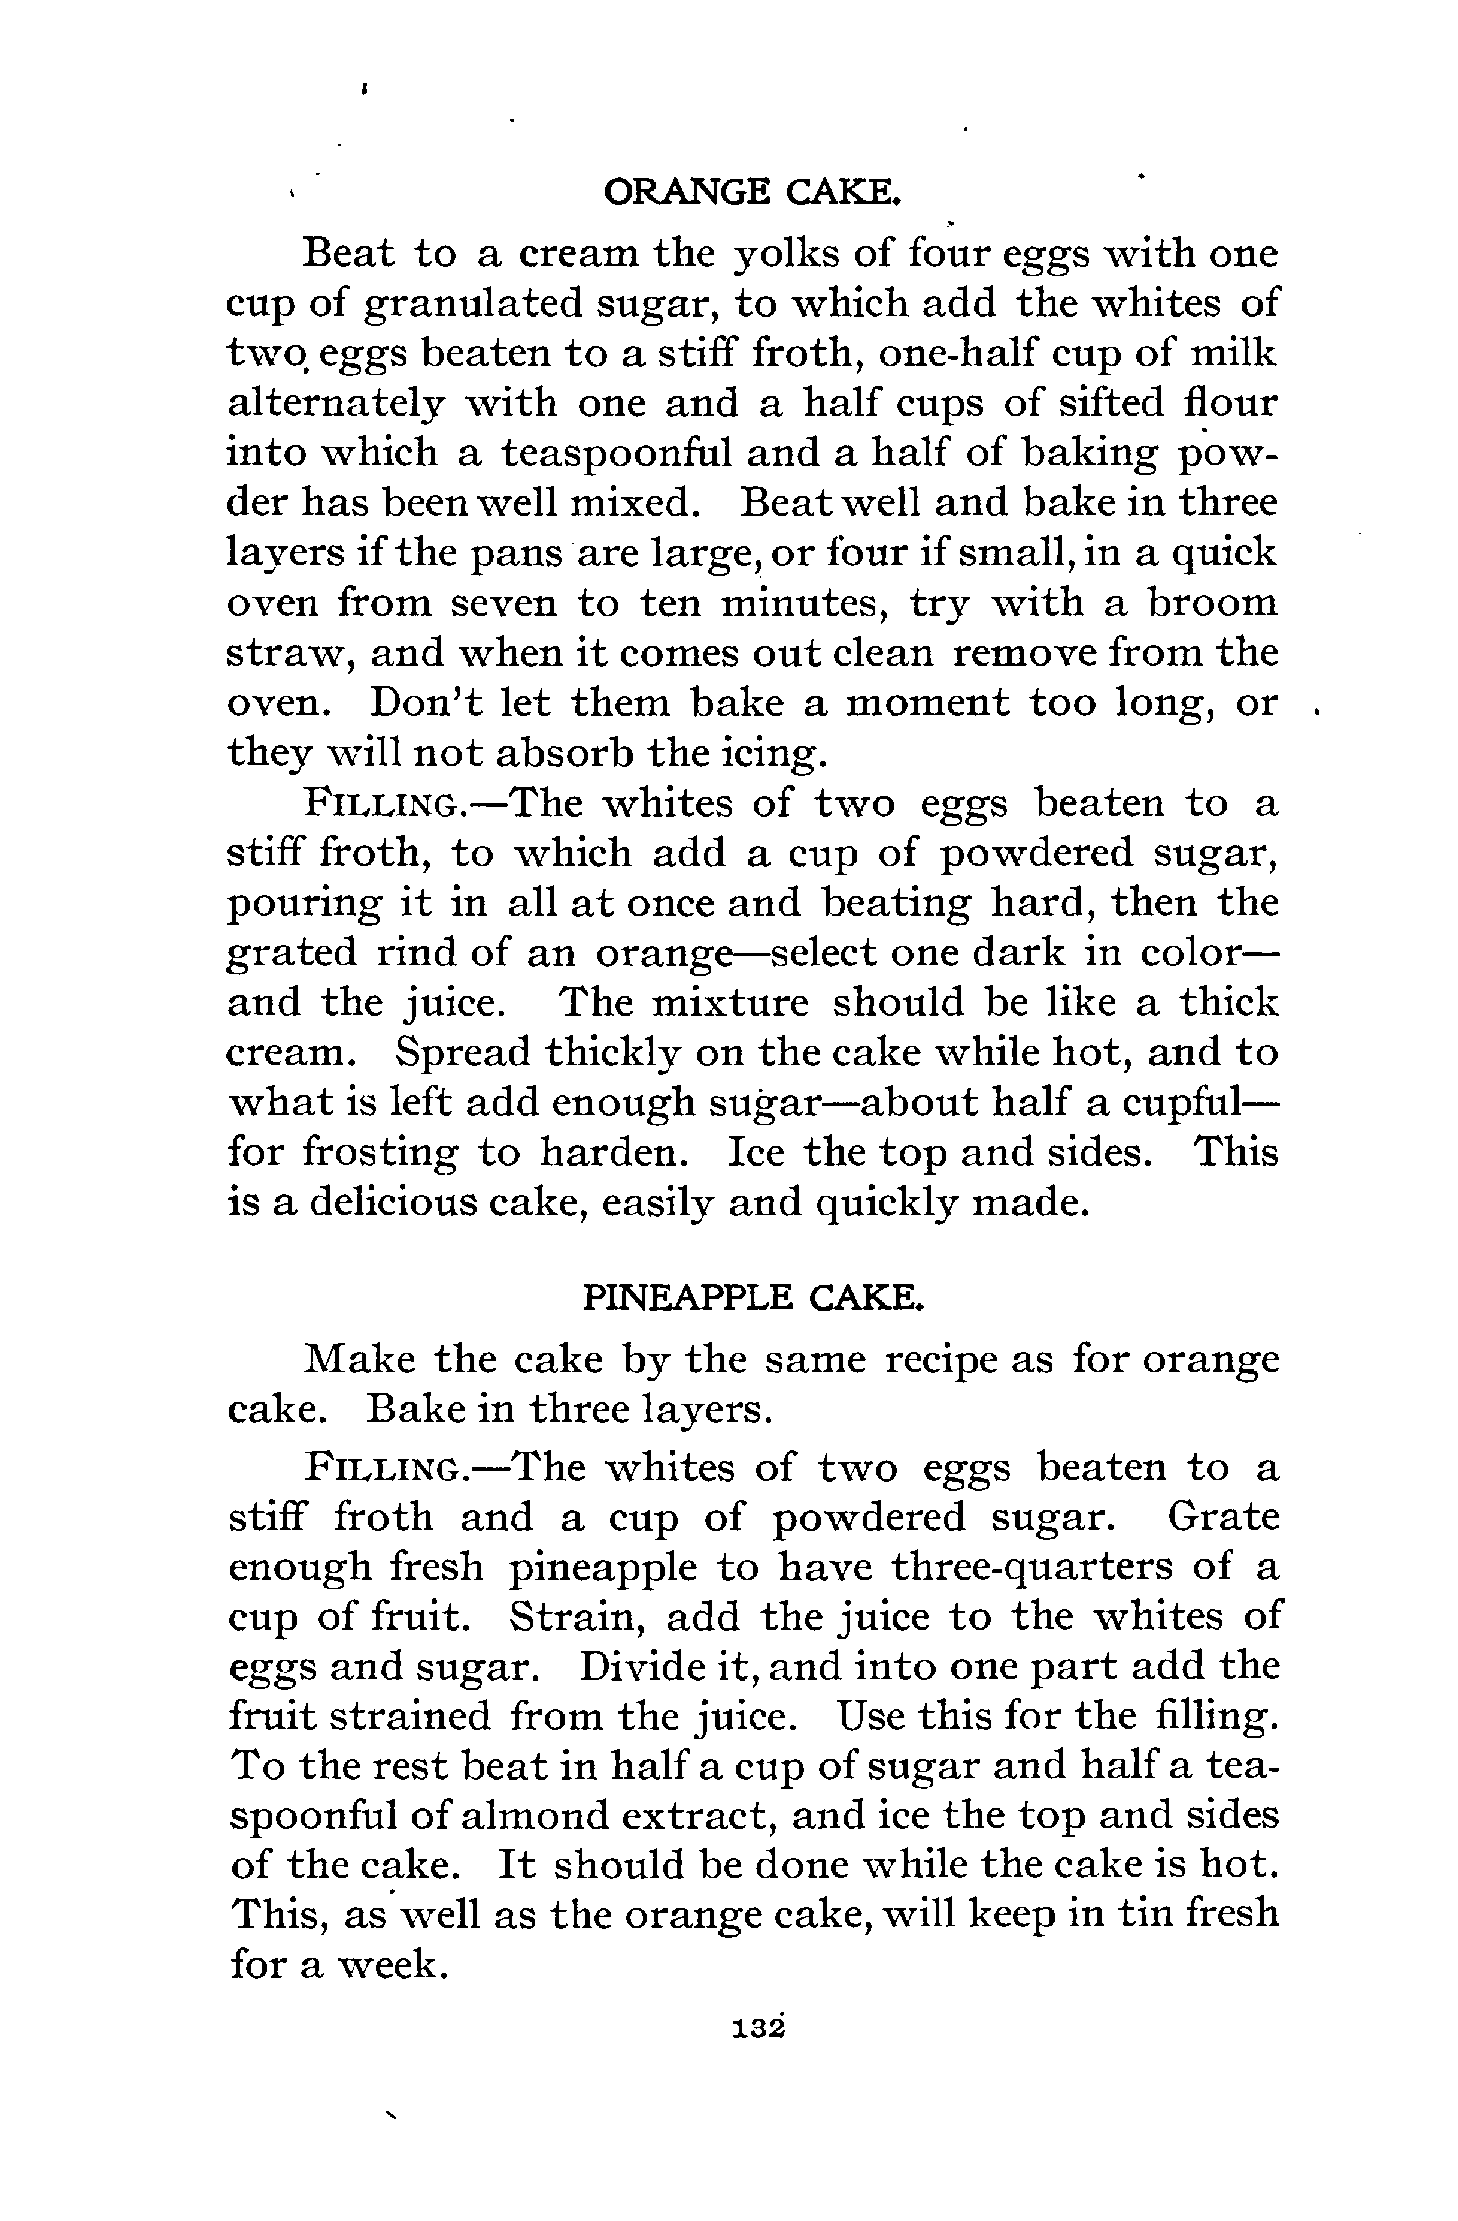 ORANGE CAKE.
Beat to a cream the yolks of four eggs with one
cup of granulated sugar, to which add the whites of
two eggs beaten to a stiff froth, one-half cup of milk
alternately with one and a half cups of sifted flour
into which a teaspoonful and a half of baking pow-
der has been well mixed. Beat well and bake in three
layers if the pans are large, or four if small, in a quick
oven from seven to ten minutes, try with a broom
straw, and when it comes out clean remove from the
oven. Don't let them bake a moment too long, or
they will not absorb the icing.
FILLING.—The whites of two eggs beaten to a
stiff froth, to which add a cup of powdered sugar,
pouring it in all at once and beating hard, then the
grated rind of an orange—select one dark in color—
and the juice. The mixture should be like a thick
cream. Spread thickly on the cake while hot, and to
what is left add enough sugar—about half a cupful—
for frosting to harden. Ice the top and sides. This
is a delicious cake, easily and quickly made.
PINEAPPLE CAKE.
Make the cake by the same recipe as for orange
cake. Bake in three layers.
FILLING.—The whites of two eggs beaten to a
stiff froth and a cup of powdered sugar. Grate
enough fresh pineapple to have three-quarters of a
cup of fruit. Strain, add the juice to the whites of
eggs and sugar. Divide it, and into one part add the
fruit strained from the juice. Use this for the filling.
To the rest beat in half a cup of sugar and half a tea-
spoonful of almond extract, and ice the top and sides
of the cake. It should be done while the cake is hot.
This, as well as the orange cake, will keep in tin fresh
for a week.
132